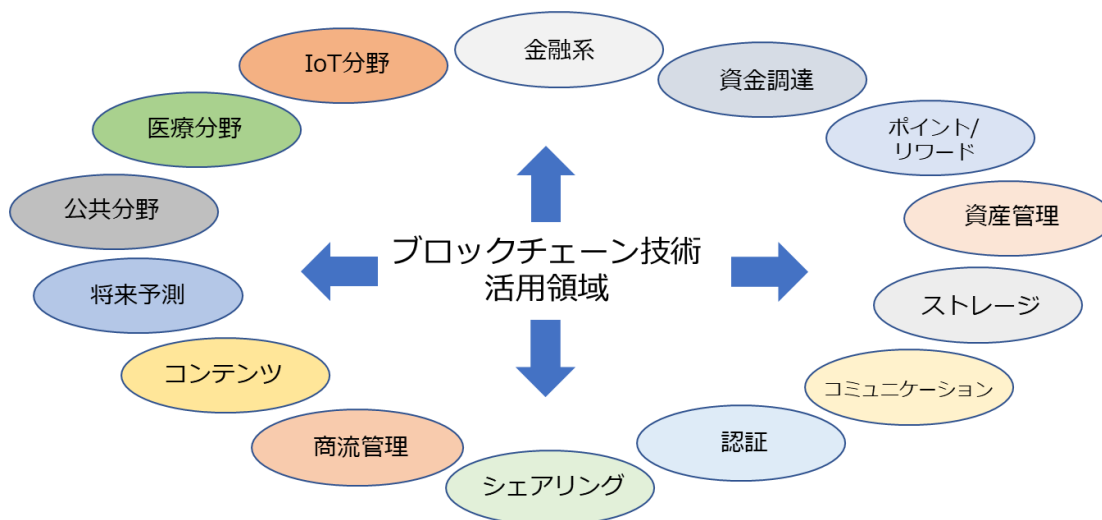 金融系
IoT分野
資金調達
医療分野
ポイント/
リワード
公共分野
資産管理
ブロックチェーン技術
活用領域
将来予測
ストレージ
コンテンツ
コミュニケーション
商流管理
認証
シェアリング